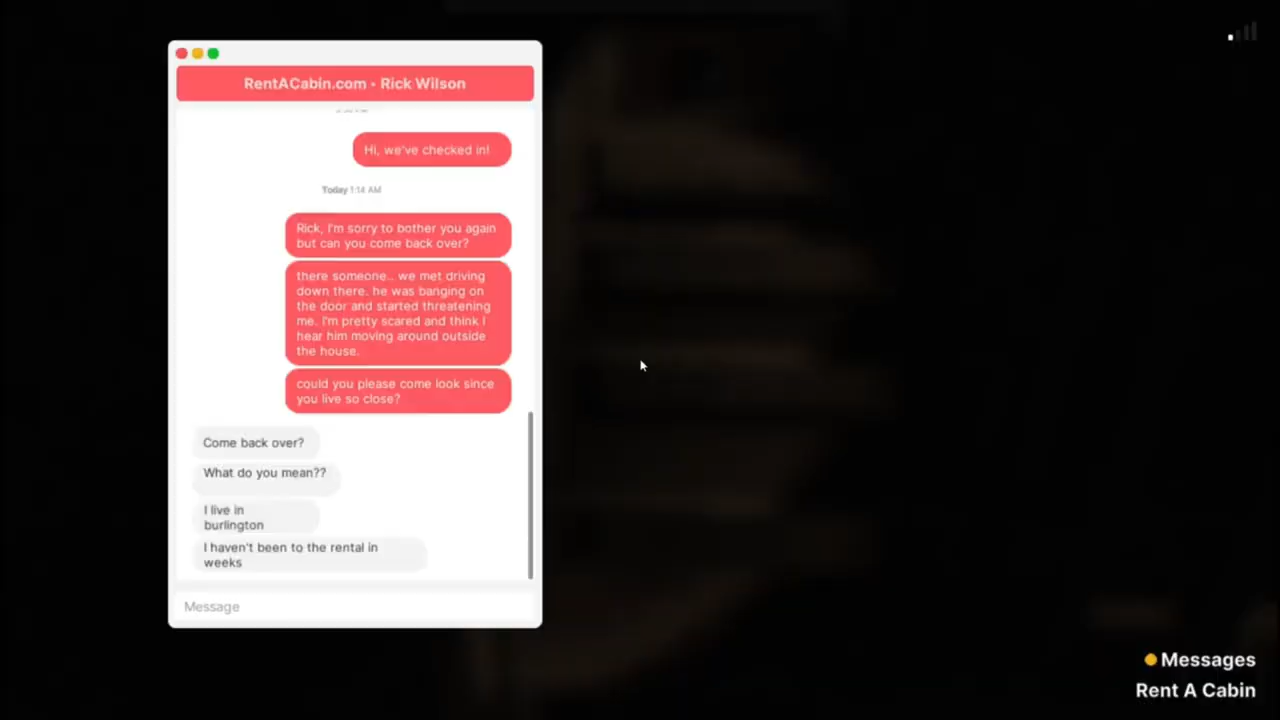 RentACabin.com - Rick Wilson
Hi, we've checked in!
Today 1:14 AM
Rick, I'm sorry to bother you again
but can you come back over?
there someone.. we met driving
down there. he was banging on
the door and started threatening
me. I'm pretty scared and think I
hear him moving around outside
the house.
could you please come look since
you live so close?
Come back over?
What do you mean??
I live in
burlington
I haven't been to the rental in
weeks
Message
Messages
Rent A Cabin